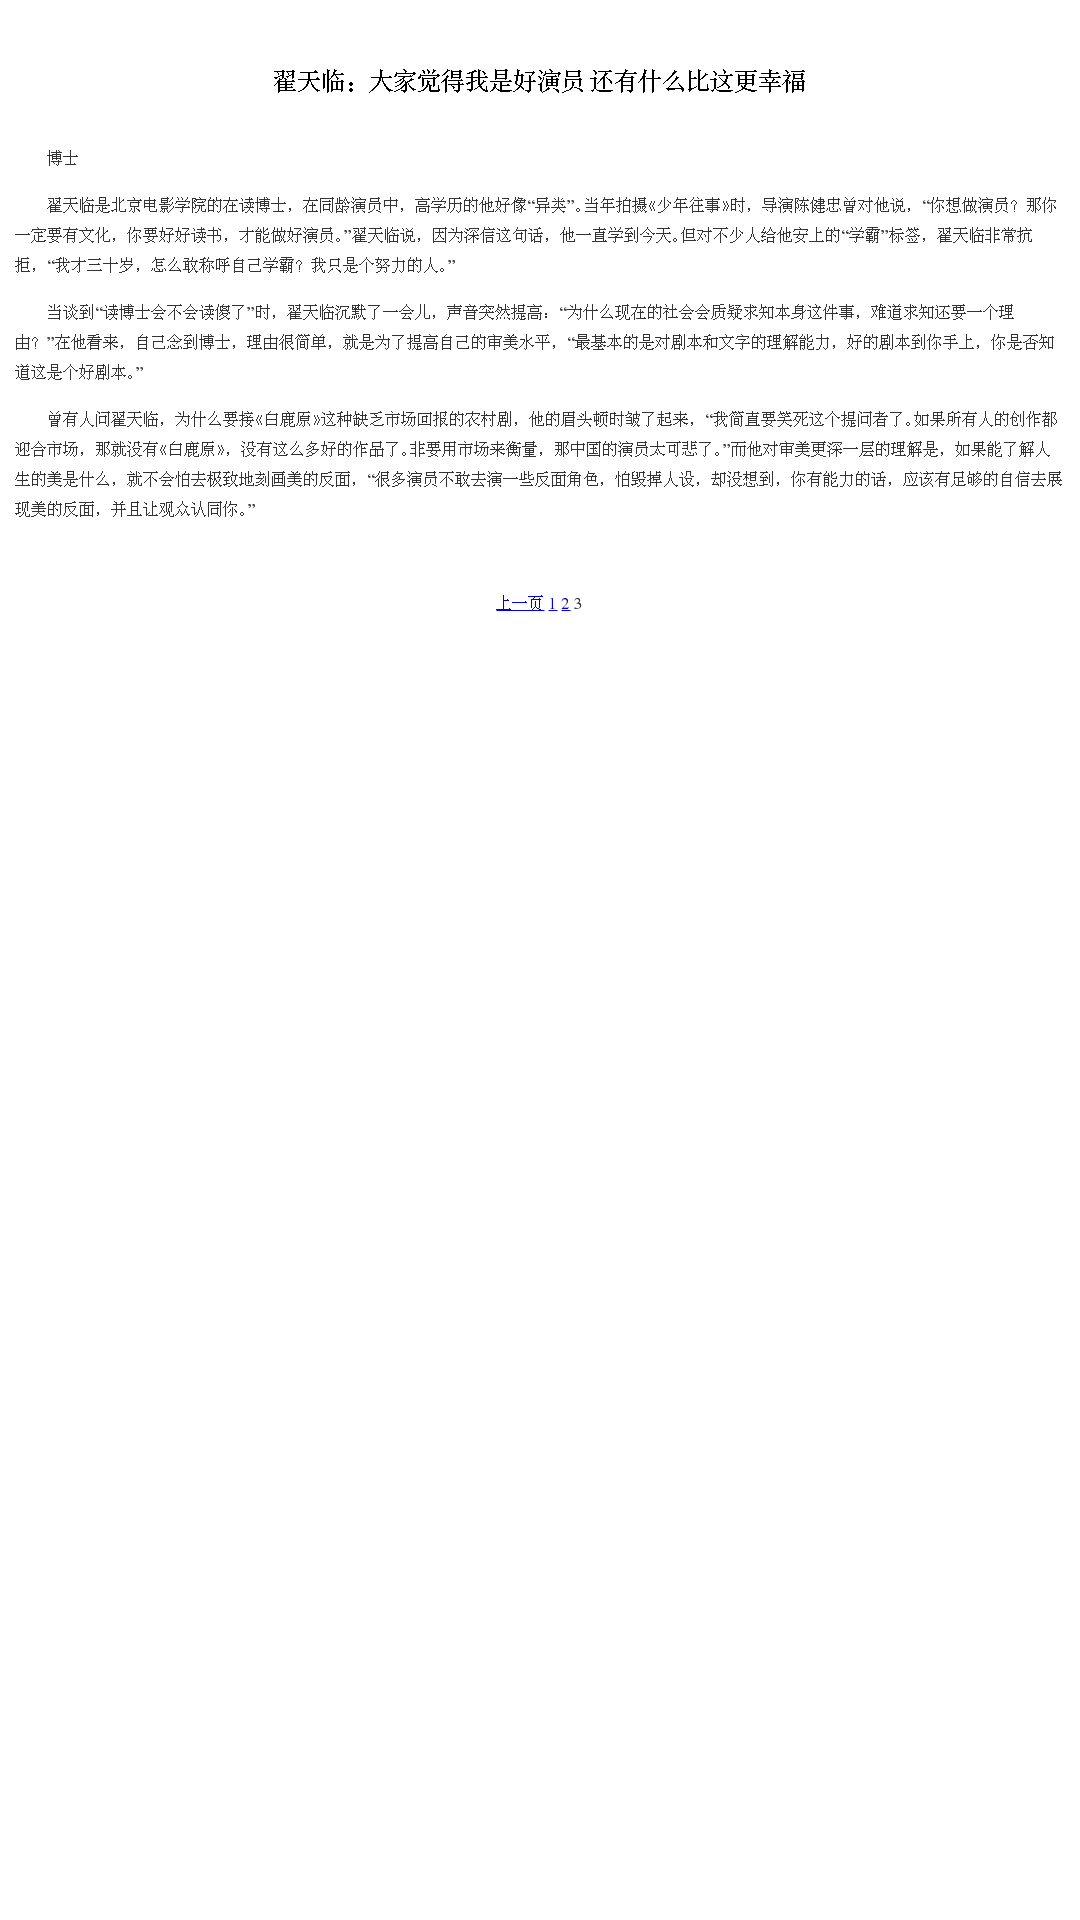 翟天临：大家觉得我是好演员 还有什么比这更幸福
博士
翟天临是北京电影学院的在读博士，在同龄演员中，高学历的他好像“异类”。当年拍摄《少年往事》时，导演陈健忠曾对他说，“你想做演员？那你
一定要有文化，你要好好读书，才能做好演员。”翟天临说，因为深信这句话，他一直学到今天。但对不少人给他安上的“学霸”标签，翟天临非常抗
拒，“我才三十岁，怎么敢称呼自己学霸？我只是个努力的人。”
当谈到“读博士会不会读傻了”时，翟天临沉默了一会儿，声音突然提高：“为什么现在的社会会质疑求知本身这件事，难道求知还要一个理
由？”在他看来，自己念到博士，理由很简单，就是为了提高自己的审美水平，“最基本的是对剧本和文字的理解能力，好的剧本到你手上，你是否知
道这是个好剧本。”
曾有人问翟天临，为什么要接《白鹿原》这种缺乏市场回报的农村剧，他的眉头顿时皱了起来，“我简直要笑死这个提问者了。如果所有人的创作都
迎合市场，那就没有《白鹿原》，没有这么多好的作品了。非要用市场来衡量，那中国的演员太可悲了。”而他对审美更深一层的理解是，如果能了解人
生的美是什么，就不会怕去极致地刻画美的反面，“很多演员不敢去演一些反面角色，怕毁掉人设，却没想到，你有能力的话，应该有足够的自信去展
现美的反面，并且让观众认同你。”
上一页 1 2 3